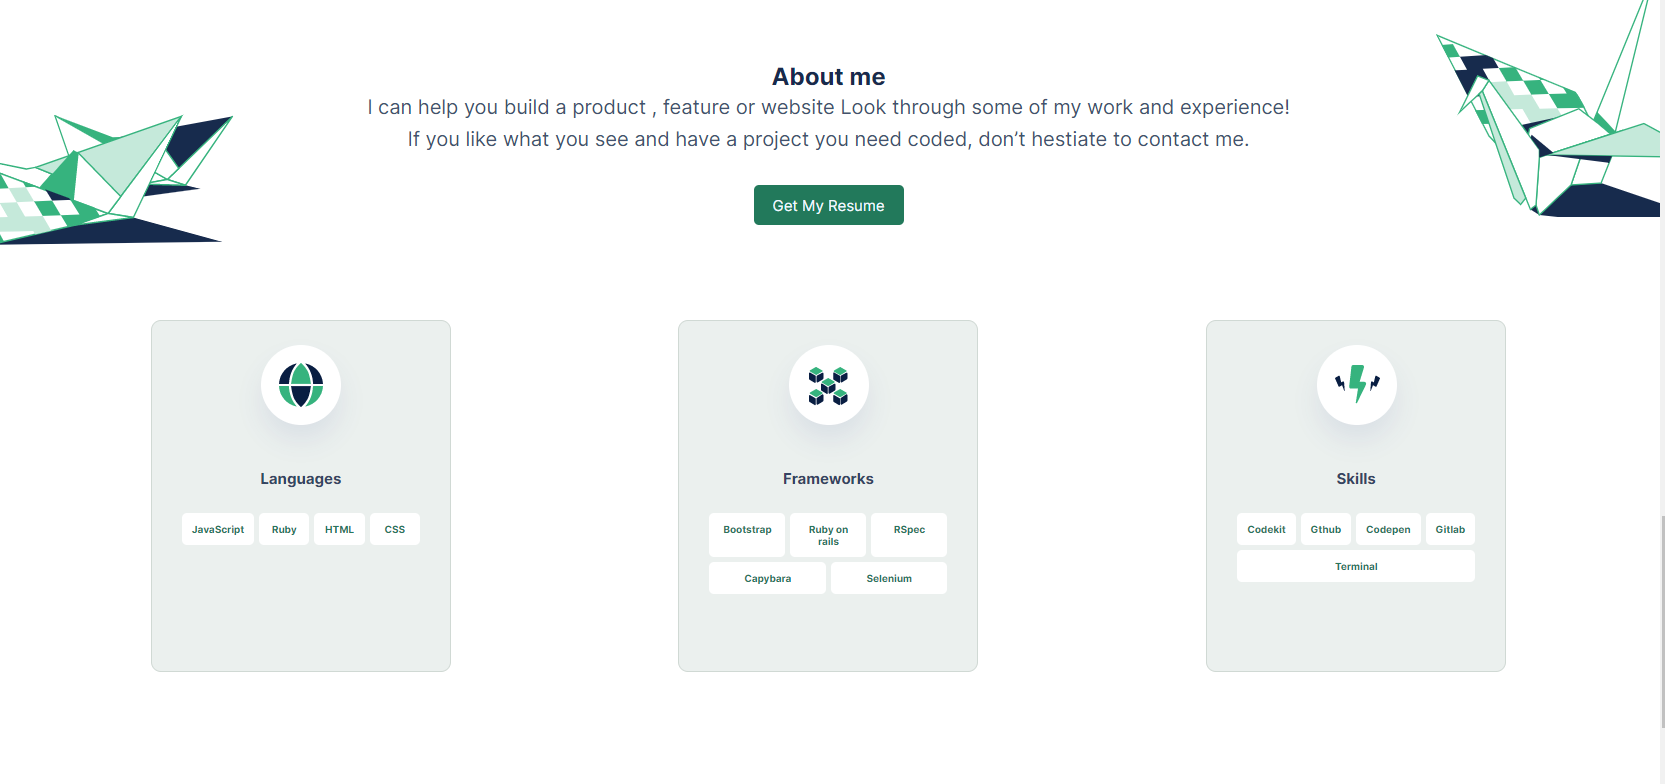 About me
I can help you build a product , feature or website Look through some of my work and experience!
If you like what you see and have a project you need coded, don’t hestiate to contact me.
Get My Resume
Languages
JavaScript Ruby HTML CSS
Frameworks
Bootstrap Ruby on rails RSpec
Capybara Selenium
Skills
Codekit Gthub Codepen Gitlab
Terminal